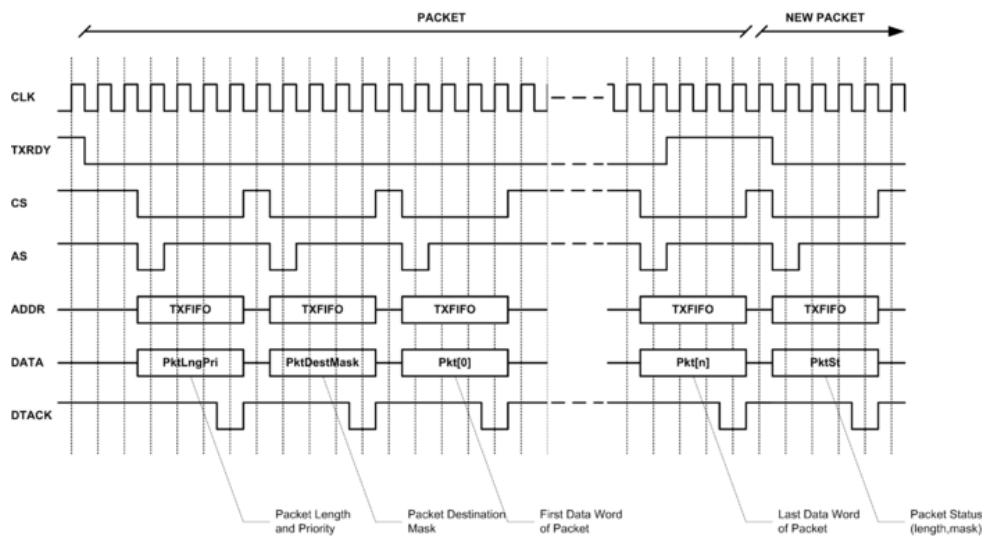 PACKET
NEW PACKET
CLK
TXRDY
CS
AS
ADDR
TXFIFO
TXFIFO
TXFIFO
TXFIFO
TXFIFO
DATA
PktLngPri
PktDestMask
Pkt[0]
Pkt[n]
PktSt
DTACK
Packet Length
and Priority
Packet Destination
Mask
First Data Word
of Packet
Last Data Word
of Packet
Packet Status
(length,mask)